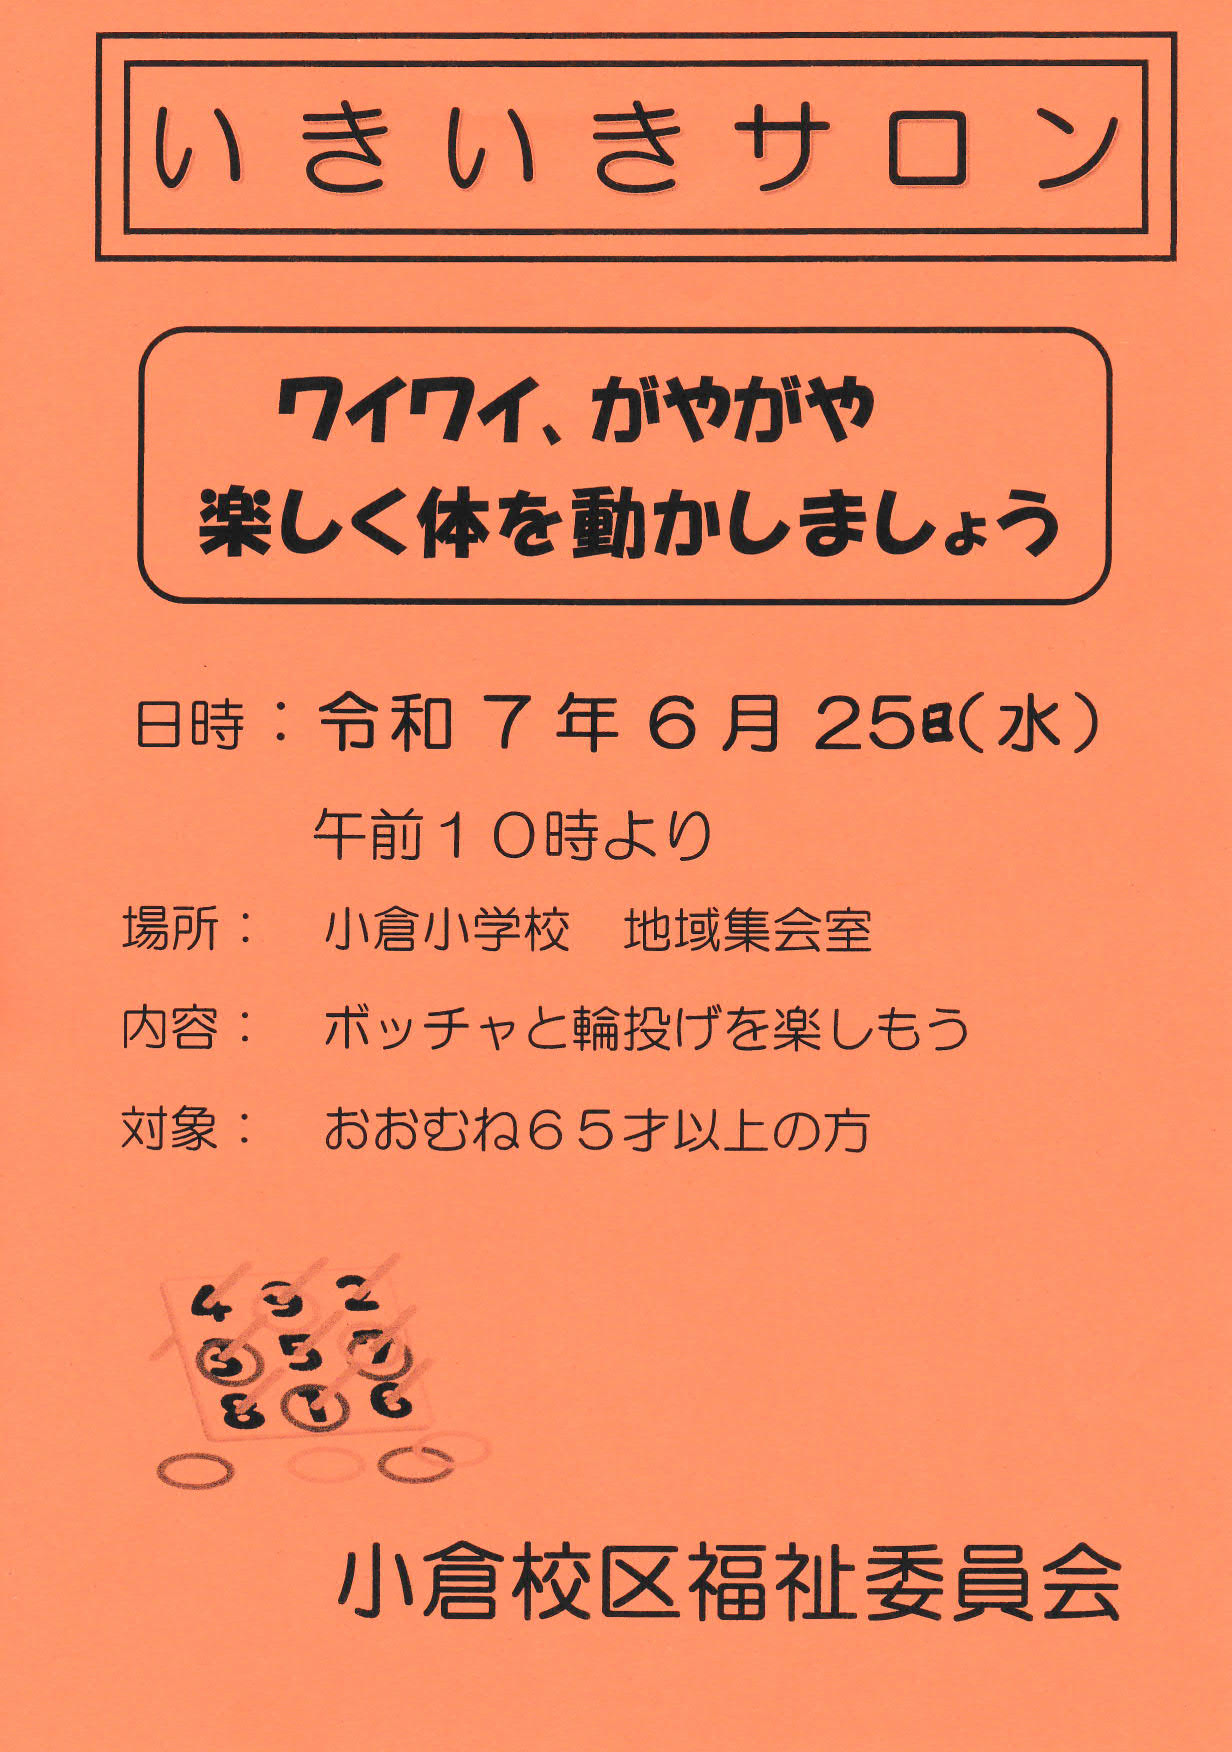 いきいきサロン
ワイワイ、がやがや
楽しく体を動かしましょう
日時：令和７年６月25日(水)
午前１０時より
場所：　小倉小学校　地域集会室
内容：　ボッチャと輪投げを楽しもう
対象：　おおむね６５才以上の方
4 9 2
3 5 7
8 1 6
小倉校区福祉委員会